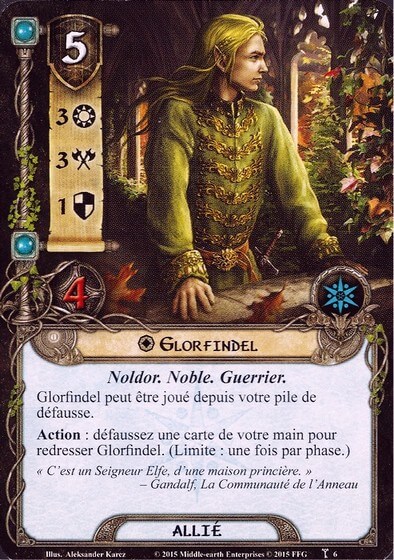 5
3
3
1
4
Glorfindel
Noldor. Noble. Guerrier.
Glorfindel peut être joué depuis votre pile de
défausse.
Action : défaussez une carte de votre main pour
redresser Glorfindel. (Limite : une fois par phase.)
« C'est un Seigneur Elfe, d'une maison princière. »
– Gandalf, La Communauté de l'Anneau
ALLIÉ
Illus. Aleksander Karcz
© 2015 Middle-earth Enterprises © 2015 FFG
6